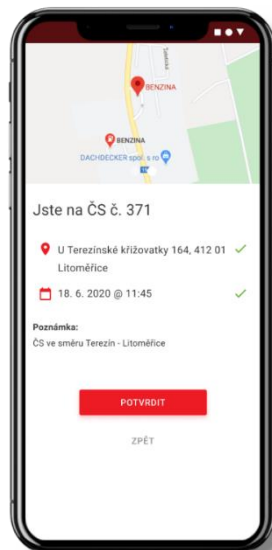 BENZINA
BENZINA
DACHDECKER spol. s ro
Jste na ČS č. 371
U Terezínské křižovatky 164, 412 01
Litoměřice
18. 6. 2020 @ 11:45
Poznámka:
ČS ve směru Terezín - Litoměřice
POTVRDIT
ZPĚT